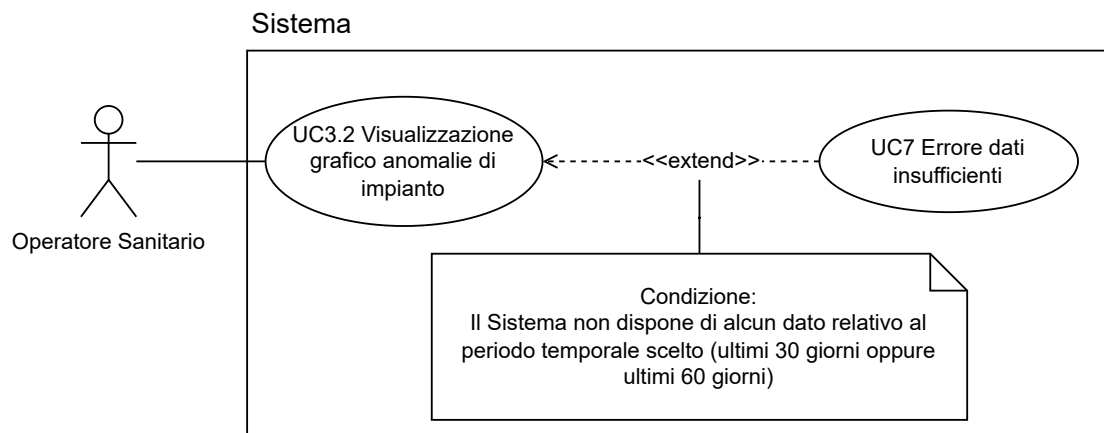 Sistema
UC3.2 Visualizzazione
grafico anomalie di
impianto
<<extend>>
UC7 Errore dati
insufficienti
Operatore Sanitario
Condizione:
Il Sistema non dispone di alcun dato relativo al
periodo temporale scelto (ultimi 30 giorni oppure
ultimi 60 giorni)